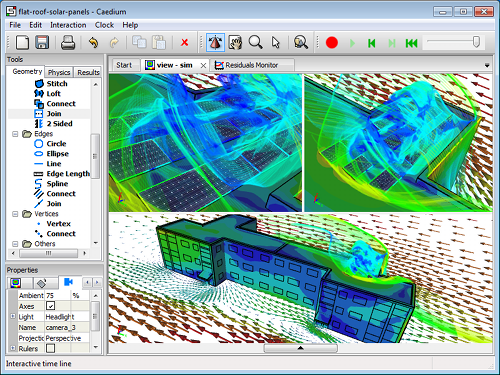 flat-roof-solar-panels - Caedium
File Interaction Clock Help
Tools
Geometry Physics Results
Start view - sim Residuals Monitor
Stitch
Loft
Connect
Join
2 Sided
Edges
Circle
Ellipse
Line
Edge Length
Spline
Connect
Join
Vertices
Vertex
Connect
Others
Properties
Ambient 75 %
Axes
Light Headlight
Name camera_3
Projectic Perspective
Rulers
Interactive time line